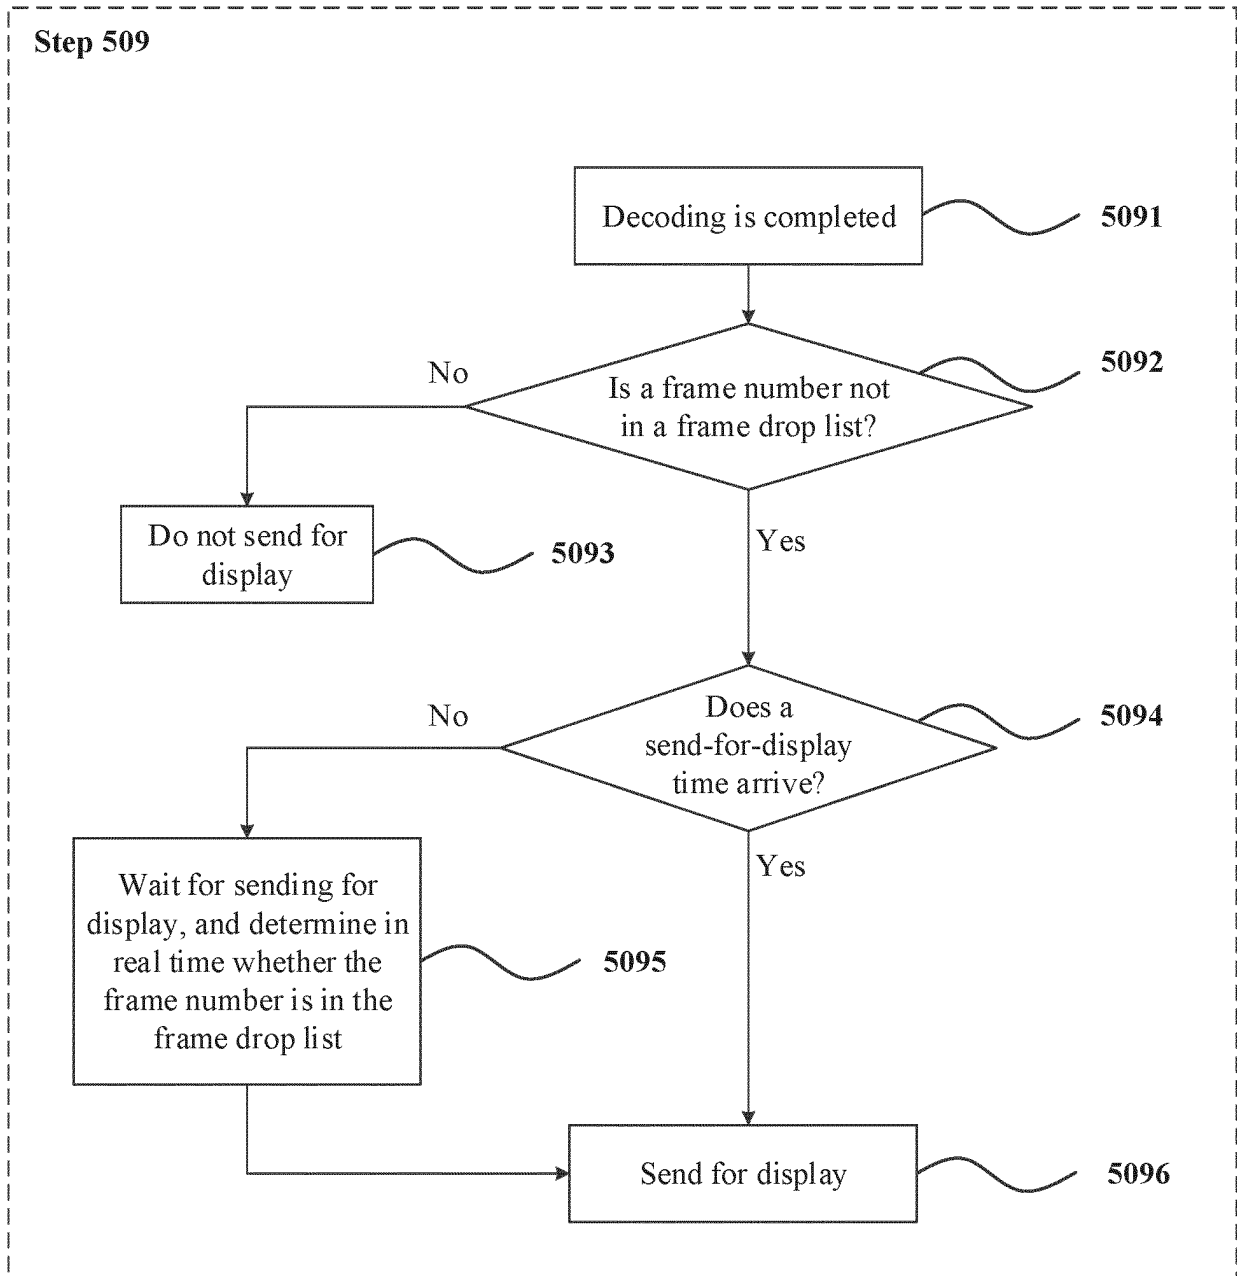 Step 509
Decoding is completed
5091
5092
No
Is a frame number not
in a frame drop list?
Do not send for
display
5093
Yes
Does a
send-for-display
time arrive?
5094
No
Wait for sending for
display, and determine in
real time whether the
frame number is in the
frame drop list
5095
Yes
Send for display
5096